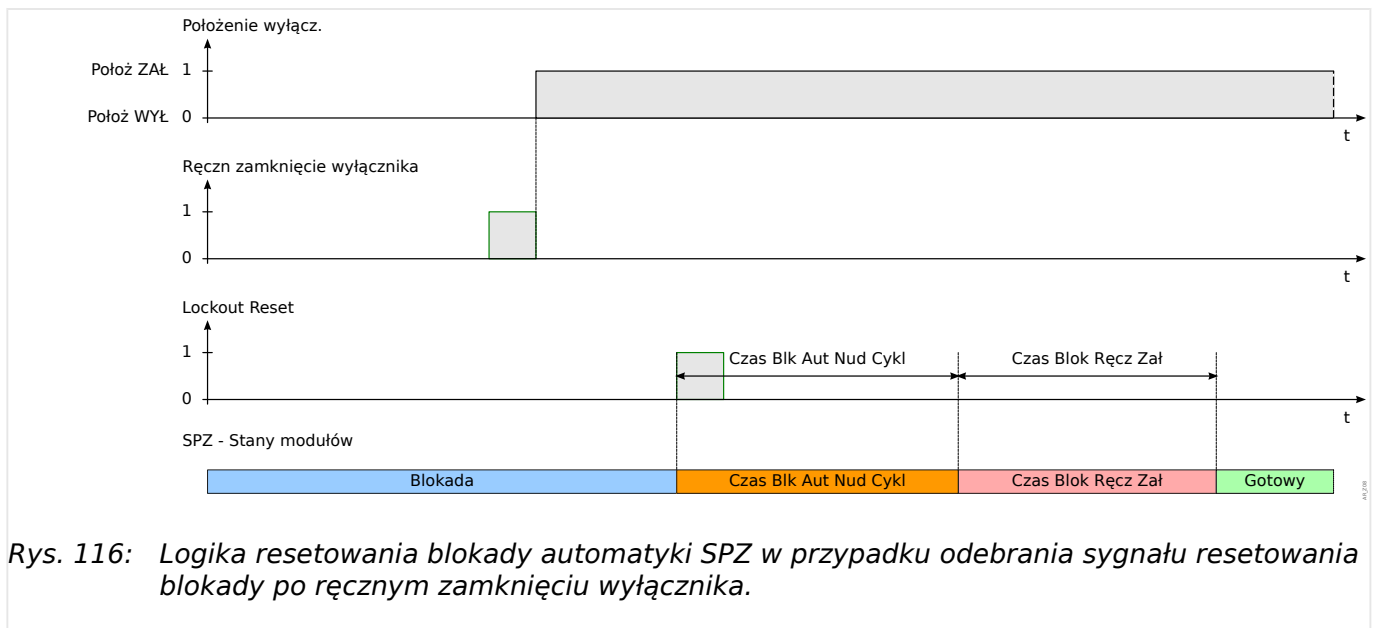 Położenie wyłącz.
Położ ZAŁ 1
Położ WYŁ 0
t
Ręczn zamknięcie wyłącznika
1
0
t
Lockout Reset
1
Czas Blk Aut Nud Cykl Czas Blok Ręcz Zał
0
t
SPZ - Stany modułów
Blokada Czas Blk Aut Nud Cykl Czas Blok Ręcz Zał Gotowy
Rys. 116: Logika resetowania blokady automatyki SPZ w przypadku odebrania sygnału resetowania
blokady po ręcznym zamknięciu wyłącznika.